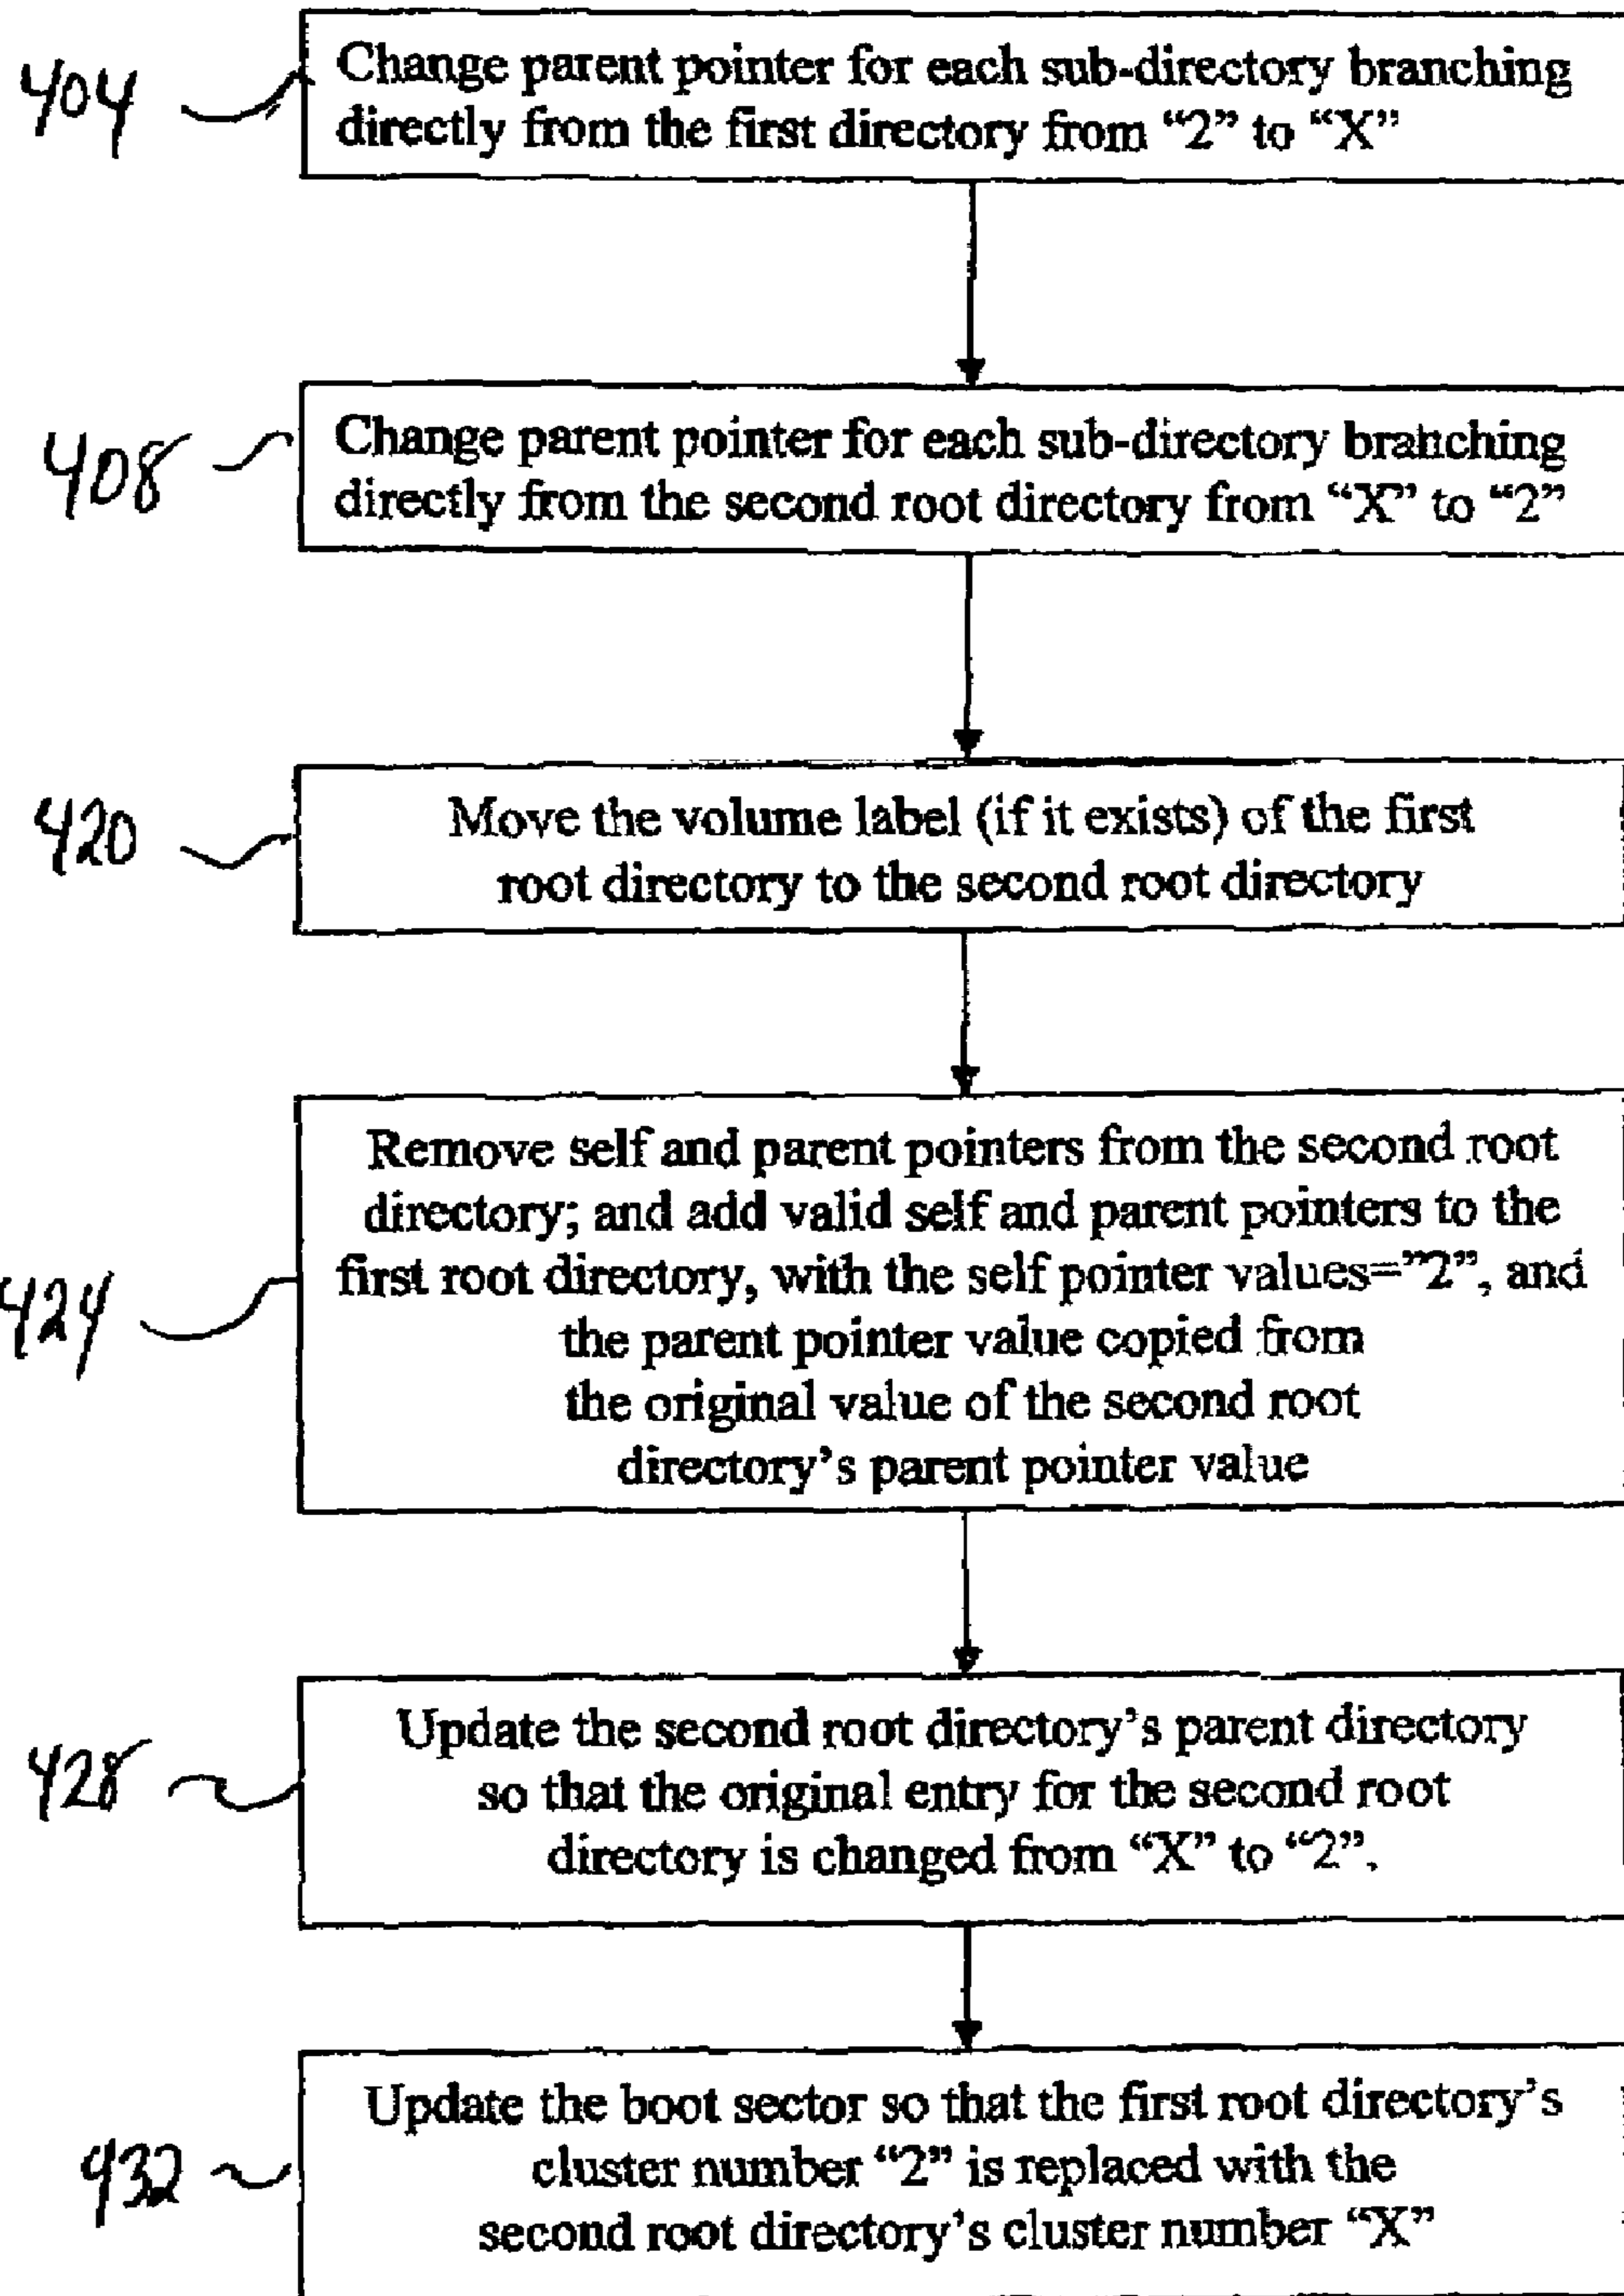 404
Change parent pointer for each sub-directory branching
directly from the first directory from “2” to “X”
408
Change parent pointer for each sub-directory branching
directly from the second root directory from “X” to “2”
420
Move the volume label (if it exists) of the first
root directory to the second root directory
424
Remove self and parent pointers from the second root
directory; and add valid self and parent pointers to the
first root directory, with the self pointer values=”2”, and
the parent pointer value copied from
the original value of the second root
directory’s parent pointer value
428
Update the second root directory’s parent directory
so that the original entry for the second root
directory is changed from “X” to “2”.
432
Update the boot sector so that the first root directory’s
cluster number “2” is replaced with the
second root directory’s cluster number “X”